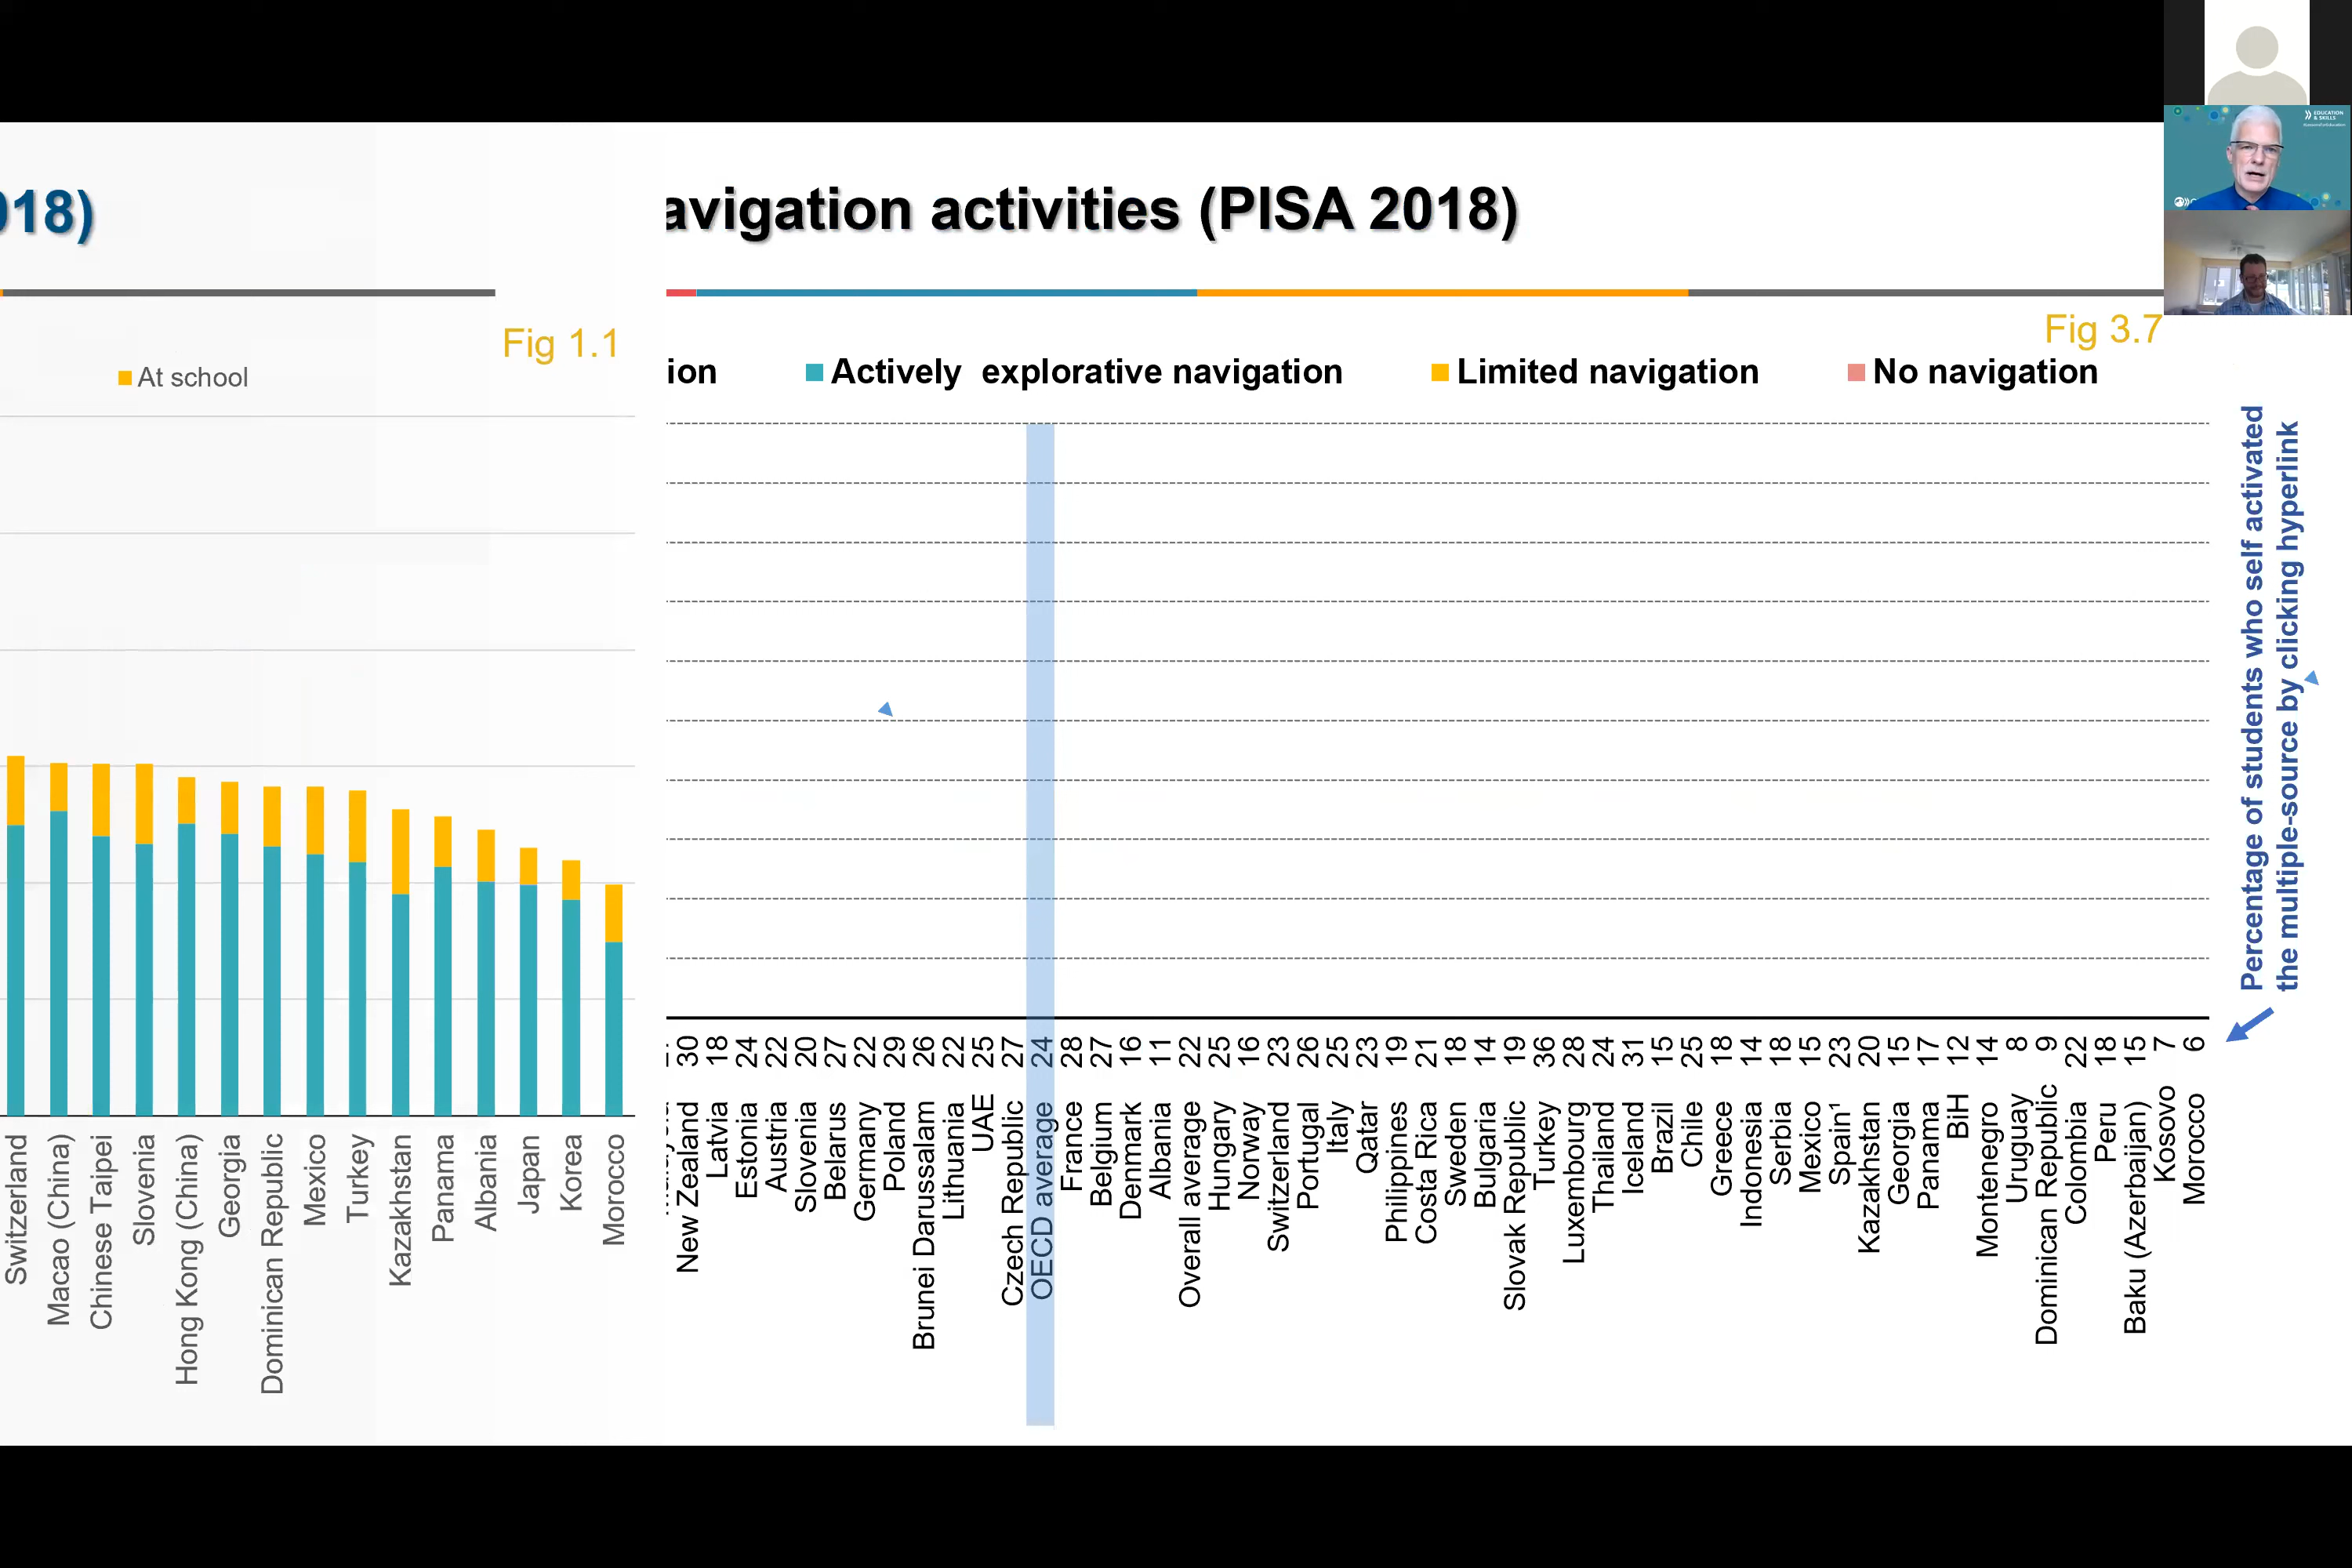 018)
Fig 1.1
At school
Switzerland
Macao (China)
Chinese Taipei
Slovenia
Hong Kong (China)
Georgia
Dominican Republic
Mexico
Turkey
Kazakhstan
Panama
Albania
Japan
Korea
Morocco
avigation activities (PISA 2018)
Fig 3.7
ion
Actively explorative navigation
Limited navigation
No navigation
Percentage of students who self activated
the multiple-source by clicking hyperlink
New Zealand 30
Latvia 18
Estonia 24
Austria 22
Slovenia 20
Belarus 27
Germany 22
Poland 29
Brunei Darussalam 26
Lithuania 22
UAE 25
Czech Republic 27
OECD average 24
France 28
Belgium 27
Denmark 16
Albania 11
Overall average 22
Hungary 25
Norway 16
Switzerland 23
Portugal 26
Italy 25
Qatar 23
Philippines 19
Costa Rica 21
Sweden 18
Bulgaria 14
Slovak Republic 19
Turkey 36
Luxembourg 28
Thailand 24
Iceland 31
Brazil 15
Chile 25
Greece 18
Indonesia 14
Serbia 18
Mexico 15
Spain¹ 23
Kazakhstan 20
Georgia 15
Panama 17
BiH 12
Montenegro 14
Uruguay 8
Dominican Republic 9
Colombia 22
Peru 18
Baku (Azerbaijan) 15
Kosovo 7
Morocco 6
EDUCATION
& SKILLS